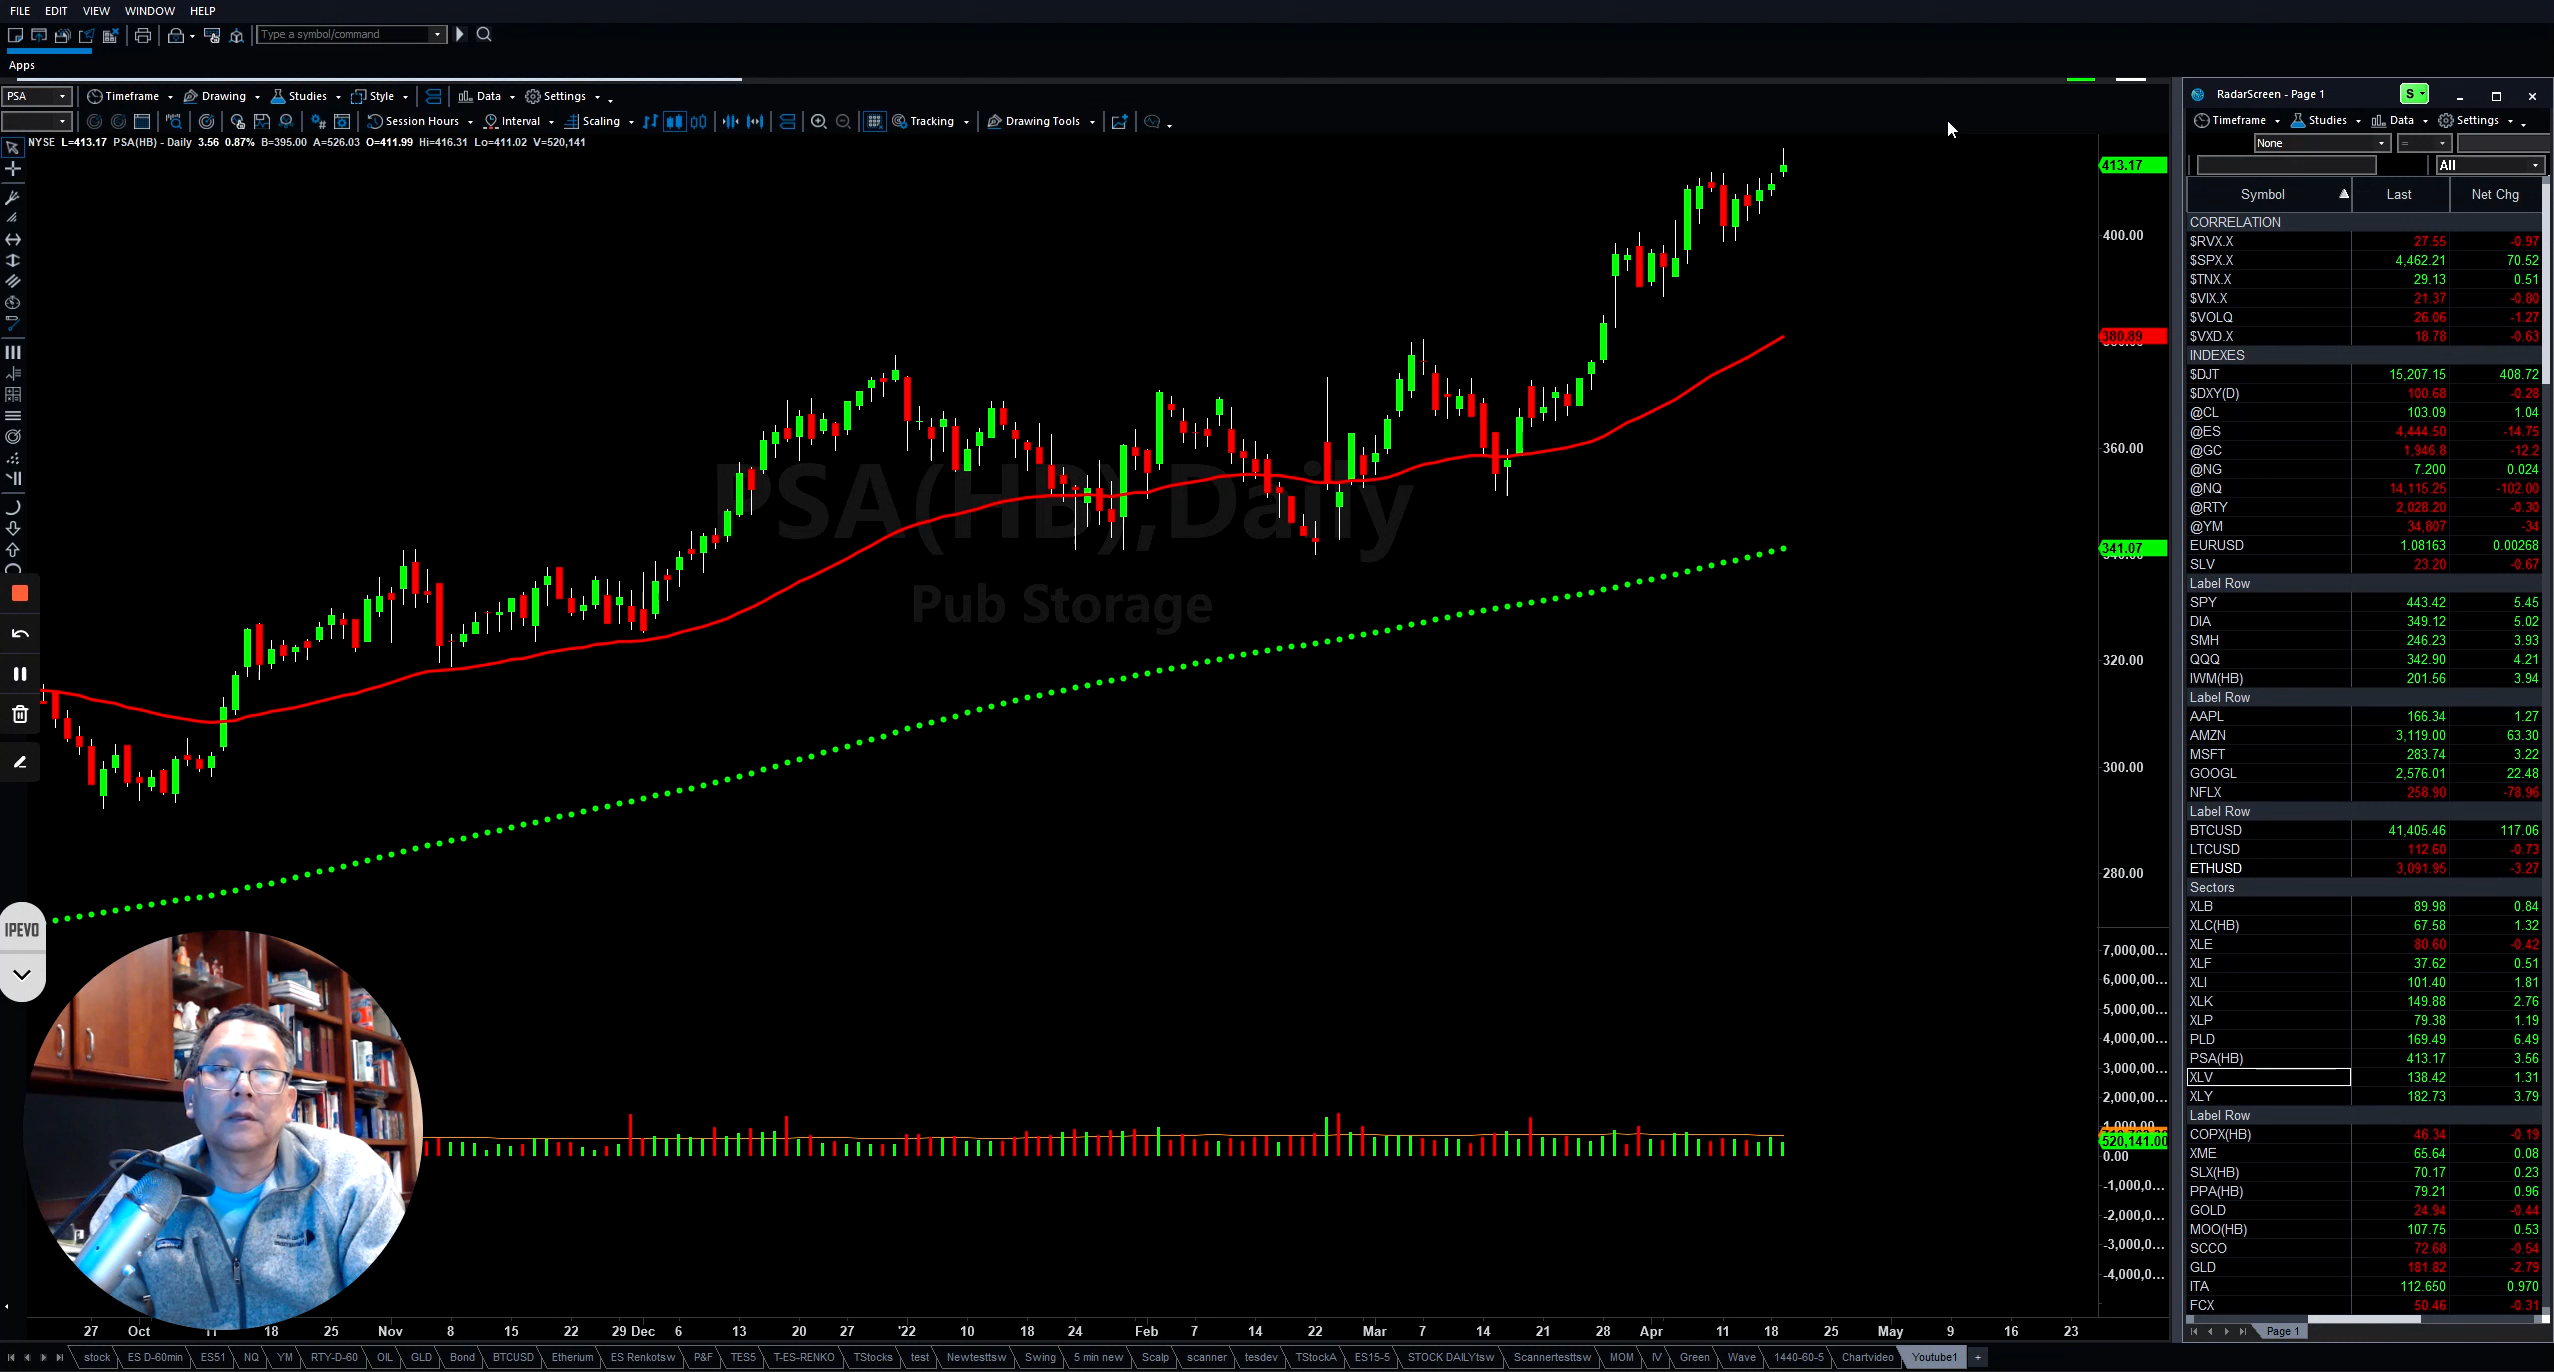 FILE EDIT VIEW WINDOW HELP
Type a symbol/command
Apps
PSA Timeframe Drawing Studies Style Data Settings
Session Hours Interval Scaling Tracking Drawing Tools
NYSE L=413.17 PSA(HB) - Daily 3.56 0.87% B=395.00 A=526.03 O=411.99 Hi=416.31 Lo=411.02 V=520,141
413.17
400.00
380.89
360.00
341.07
320.00
300.00
280.00
PSA(HB),Daily
Pub Storage
7,000,00...
6,000,00...
5,000,00...
4,000,00...
3,000,00...
2,000,00...
520,141.00
0.00
-1,000,0...
-2,000,0...
-3,000,0...
-4,000,0...
IPEVO
27 Oct 11 18 25 Nov 8 15 22 29 Dec 6 13 20 27 '22 10 18 24 Feb 7 14 22 Mar 7 14 21 28 Apr 11 18 25 May 9 16 23
stock ES D-60min ES51 NQ YM RTY-D-60 OIL GLD Bond BTCUSD Etherium ES Renkotsw P&F TES5 T-ES-RENKO TStocks test Newtesttsw Swing 5 min new Scalp scanner tesdev TStockA ES15-5 STOCK DAILYtsw Scannertesttsw MOM IV Green Wave 1440-60-5 Chartvideo Youtube1 +
RadarScreen - Page 1
S
Timeframe Studies Data Settings
None =
All
Symbol Last Net Chg
CORRELATION
$RVX.X 27.55 -0.97
$SPX.X 4,462.21 70.52
$TNX.X 29.13 0.51
$VIX.X 21.37 -0.80
$VOLQ 26.06 -1.27
$VXD.X 18.78 -0.63
INDEXES
$DJT 15,207.15 408.72
$DXY(D) 100.68 -0.28
@CL 103.09 1.04
@ES 4,444.50 -14.75
@GC 1,946.8 -12.2
@NG 7.200 0.024
@NQ 14,115.25 -102.00
@RTY 2,028.20 -0.30
@YM 34,807 -34
EURUSD 1.08163 0.00268
SLV 23.20 -0.67
Label Row
SPY 443.42 5.45
DIA 349.12 5.02
SMH 246.23 3.93
QQQ 342.90 4.21
IWM(HB) 201.56 3.94
Label Row
AAPL 166.34 1.27
AMZN 3,119.00 63.30
MSFT 283.74 3.22
GOOGL 2,576.01 22.48
NFLX 258.90 -78.96
Label Row
BTCUSD 41,405.46 117.06
LTCUSD 112.60 -0.73
ETHUSD 3,091.95 -3.27
Sectors
XLB 89.98 0.84
XLC(HB) 67.58 1.32
XLE 80.60 -0.42
XLF 37.62 0.51
XLI 101.40 1.81
XLK 149.88 2.76
XLP 79.38 1.19
PLD 169.49 6.49
PSA(HB) 413.17 3.56
XLV 138.42 1.31
XLY 182.73 3.79
Label Row
COPX(HB) 46.34 -0.19
XME 65.64 0.08
SLX(HB) 70.17 0.23
PPA(HB) 79.21 0.96
GOLD 24.94 -0.44
MOO(HB) 107.75 0.53
SCCO 72.68 -0.54
GLD 181.82 -2.79
ITA 112.650 0.970
FCX 50.46 -0.31
Page 1